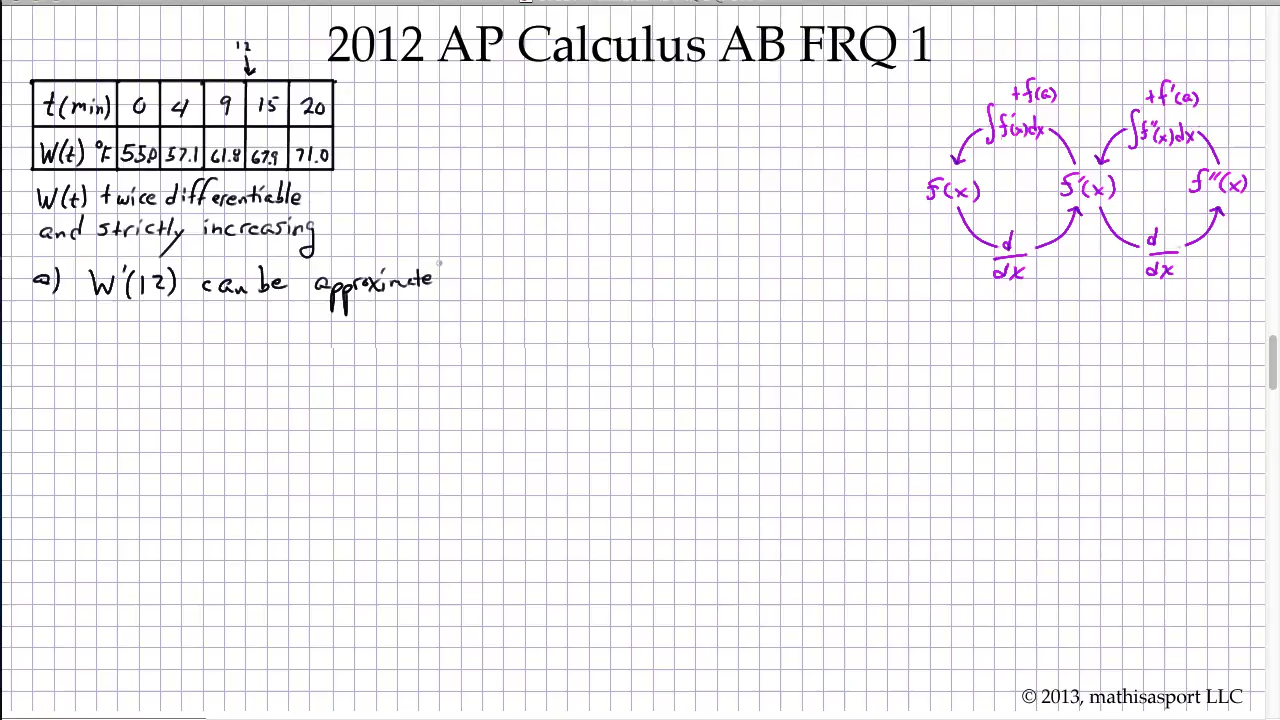 2012 AP Calculus AB FRQ 1
12
t(min) 0 4 9 15 20
W(t) °F 55.0 57.1 61.8 67.9 71.0
W(t) twice differentiable
and strictly increasing
a) W'(12) can be approximate
+f(a)
∫f'(x)dx
+f'(a)
∫f''(x)dx
f(x) f'(x) f''(x)
d/dx d/dx
© 2013, mathisasport LLC